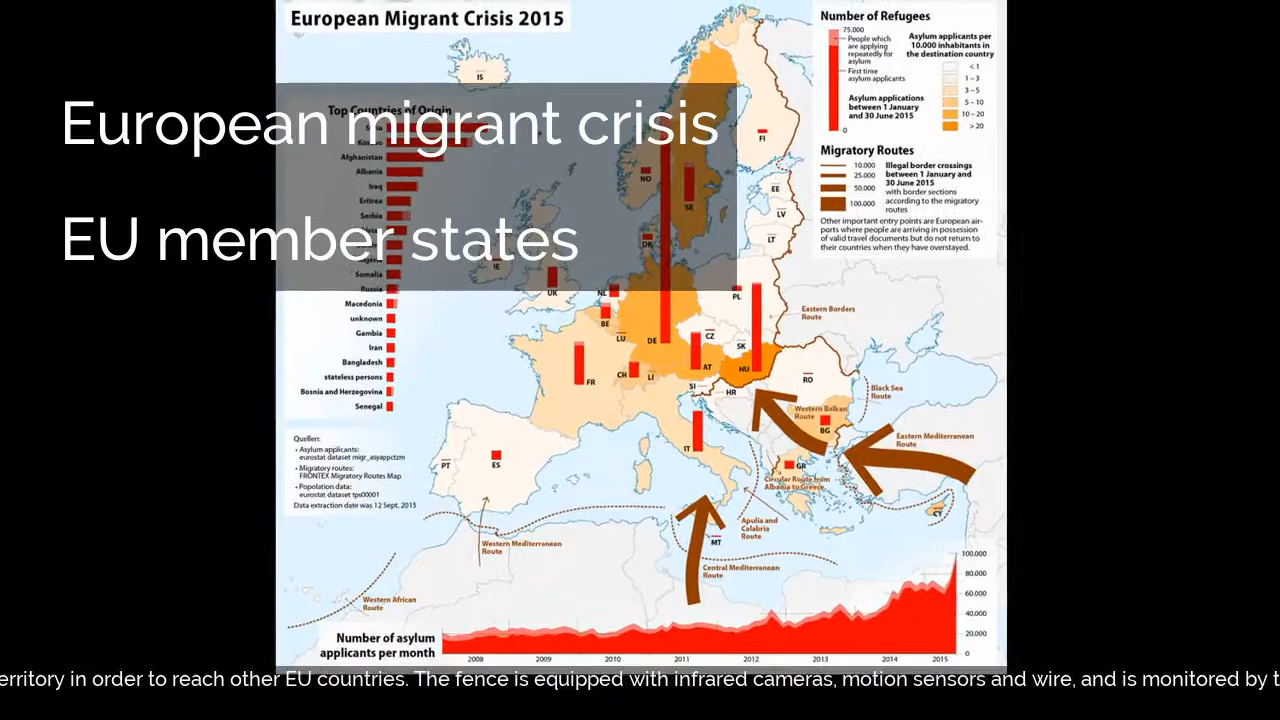 European Migrant Crisis 2015
European migrant crisis
EU member states
Top Countries of Origin
Kosovo
Afghanistan
Albania
Iraq
Eritrea
Serbia
Somalia
Russia
Macedonia
unknown
Gambia
Iran
Bangladesh
stateless persons
Bosnia and Herzegovina
Senegal
Quellen:
• Asylum applicants:
eurostat dataset migr_asyappctzm
• Migratory routes:
FRONTEX Migratory Routes Map
• Population data:
eurostat dataset tps00001
Data extraction date was 12 Sept. 2015
Number of Refugees
75.000
People which
are applying
repeatedly for
asylum
First time
asylum applicants
Asylum applications
between 1 January
and 30 June 2015
0
Asylum applicants per
10.000 inhabitants in
the destination country
< 1
1 – 3
3 – 5
5 – 10
10 – 20
> 20
Migratory Routes
10.000
25.000
50.000
100.000
Illegal border crossings
between 1 January and
30 June 2015
with border sections
according to the migratory
routes
Other important entry points are European air-
ports where people are arriving in possession
of valid travel documents but do not return to
their countries when they have overstayed.
IS
FI
NO
SE
EE
LV
LT
DK
IE
UK
NL
PL
BE
LU
DE
CZ
SK
FR
CH
LI
AT
HU
SI
HR
RO
BG
IT
PT
ES
GR
MT
CY
Eastern Borders
Route
Black Sea
Route
Western Balkan
Route
Eastern Mediterranean
Route
Circular Route from
Albania to Greece
Apulia and
Calabria
Route
Central Mediterranean
Route
Western Mediterranean
Route
Western African
Route
Number of asylum
applicants per month
100.000
80.000
60.000
40.000
20.000
0
2008
2009
2010
2011
2012
2013
2014
2015
erritory in order to reach other EU countries. The fence is equipped with infrared cameras, motion sensors and wire, and is monitored by t